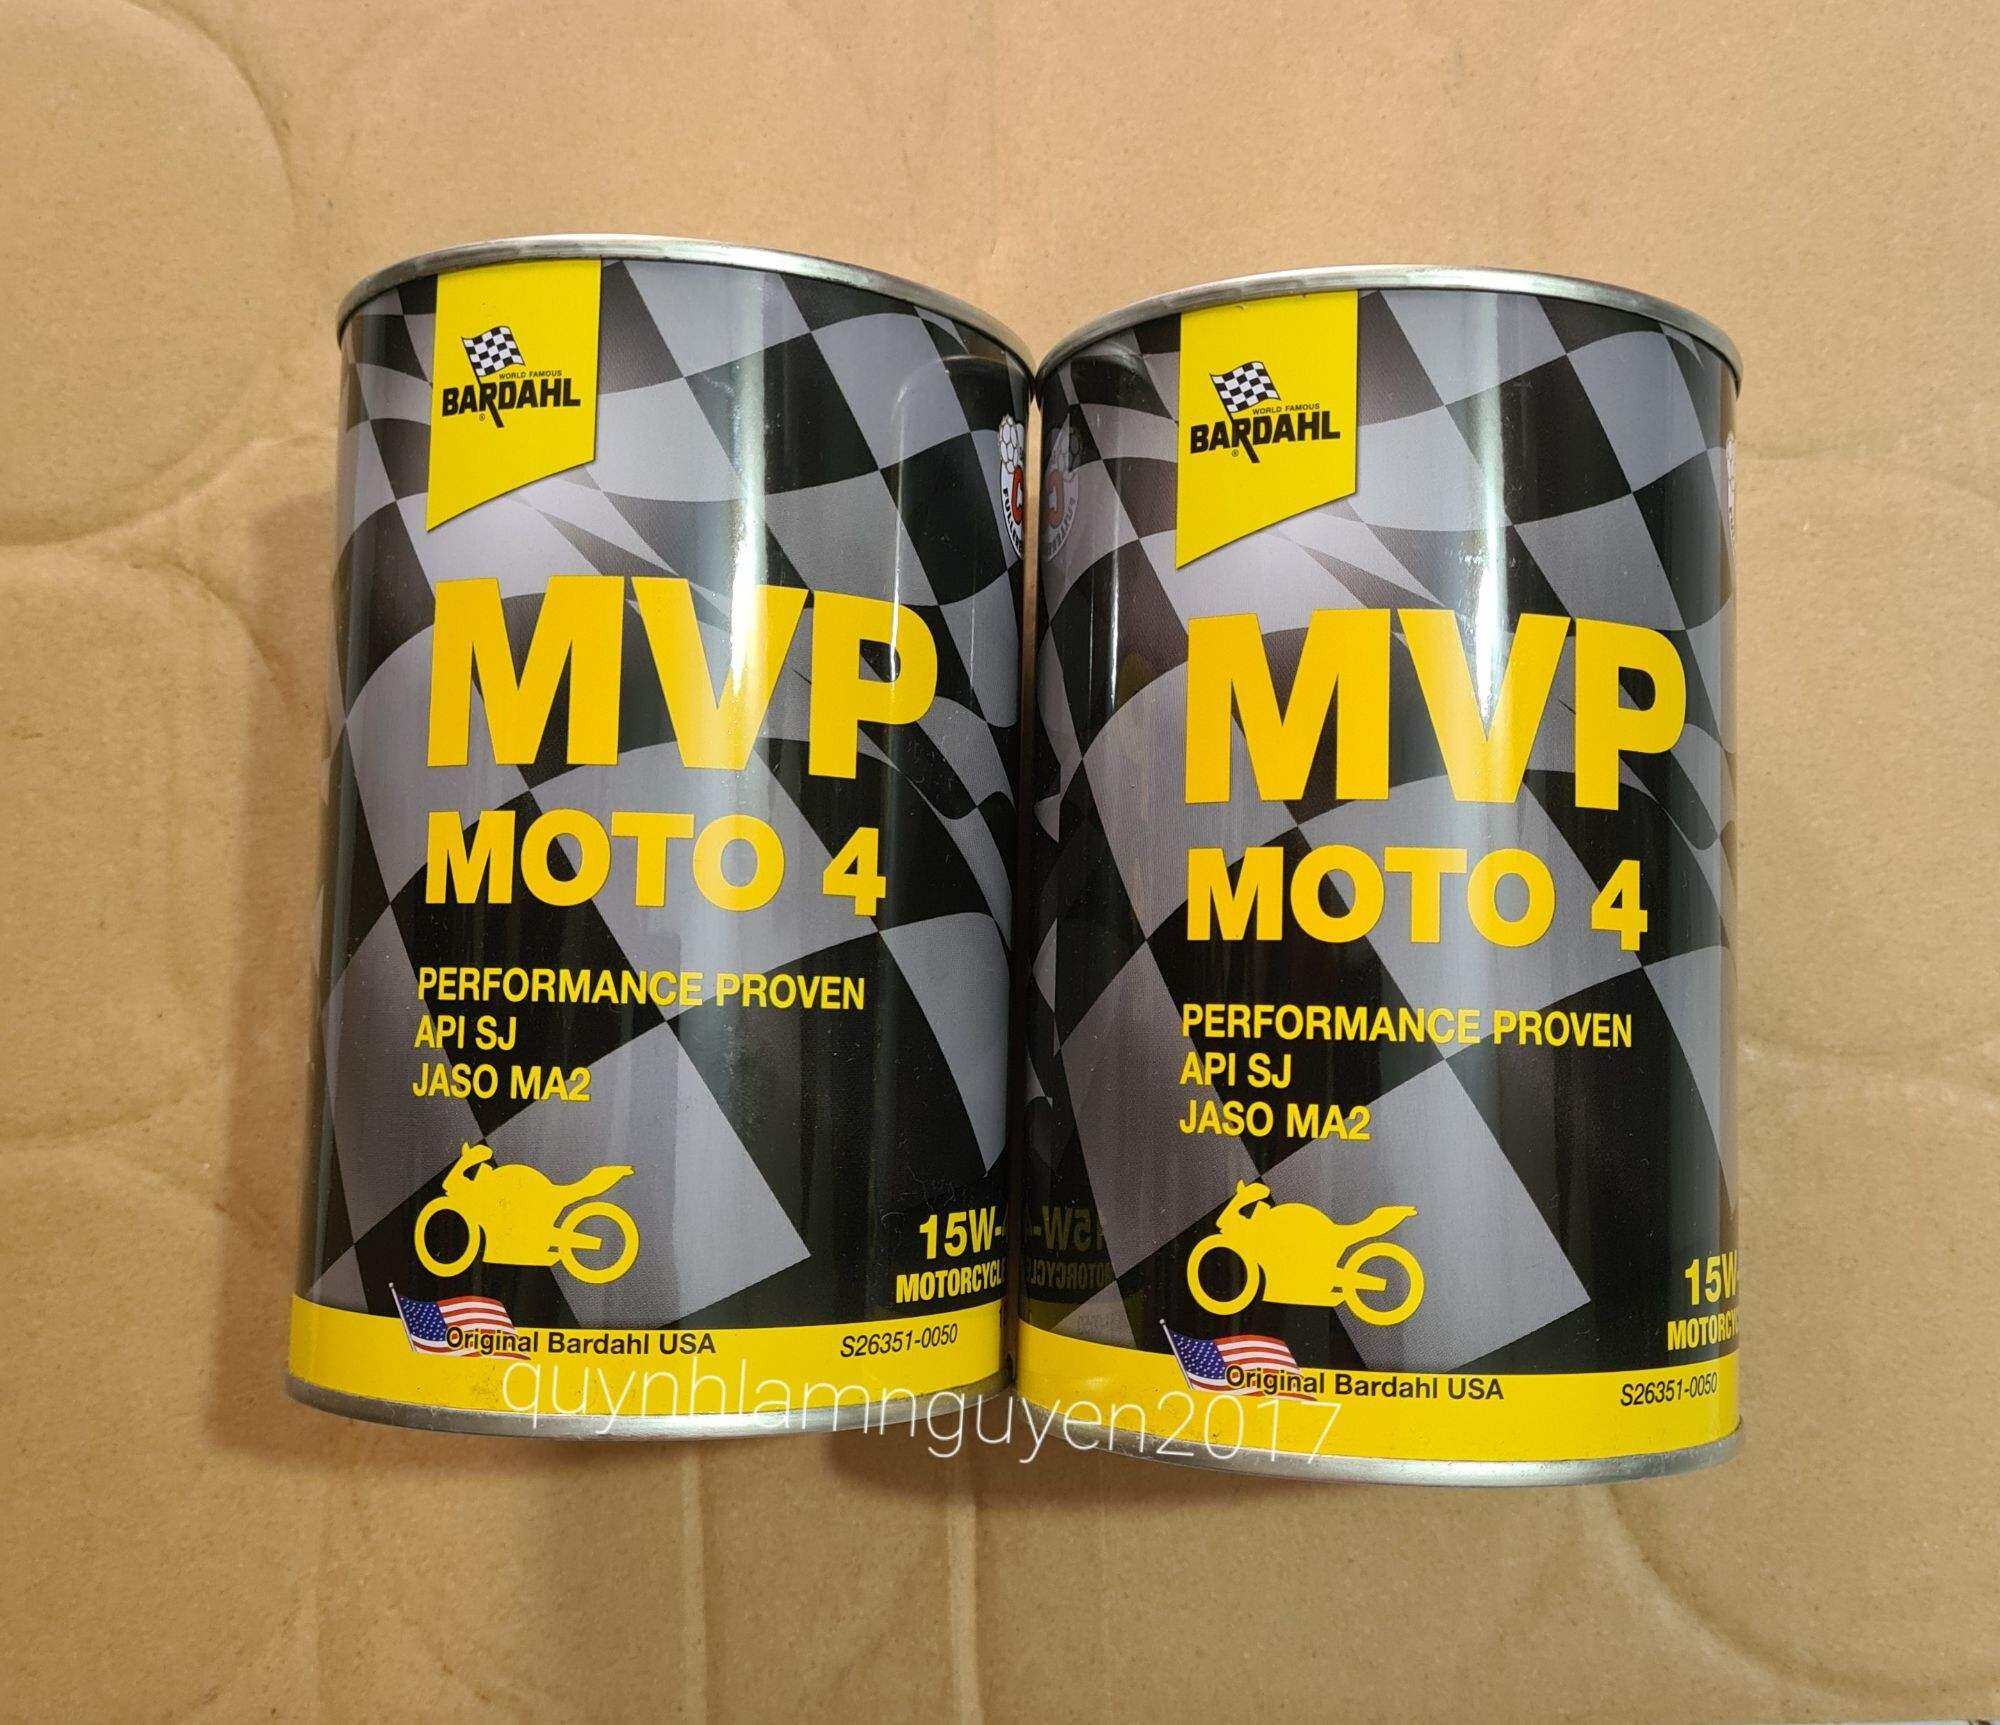 WORLD FAMOUS
BARDAHL
MVP
MOTO 4
PERFORMANCE PROVEN
API SJ
JASO MA2
15W-4
MOTORCYCLE
Original Bardahl USA
S26351-0050
WORLD FAMOUS
BARDAHL
MVP
MOTO 4
PERFORMANCE PROVEN
API SJ
JASO MA2
15W-
MOTORCYC
Original Bardahl USA
S26351-0050
quynhlamnguyen2017